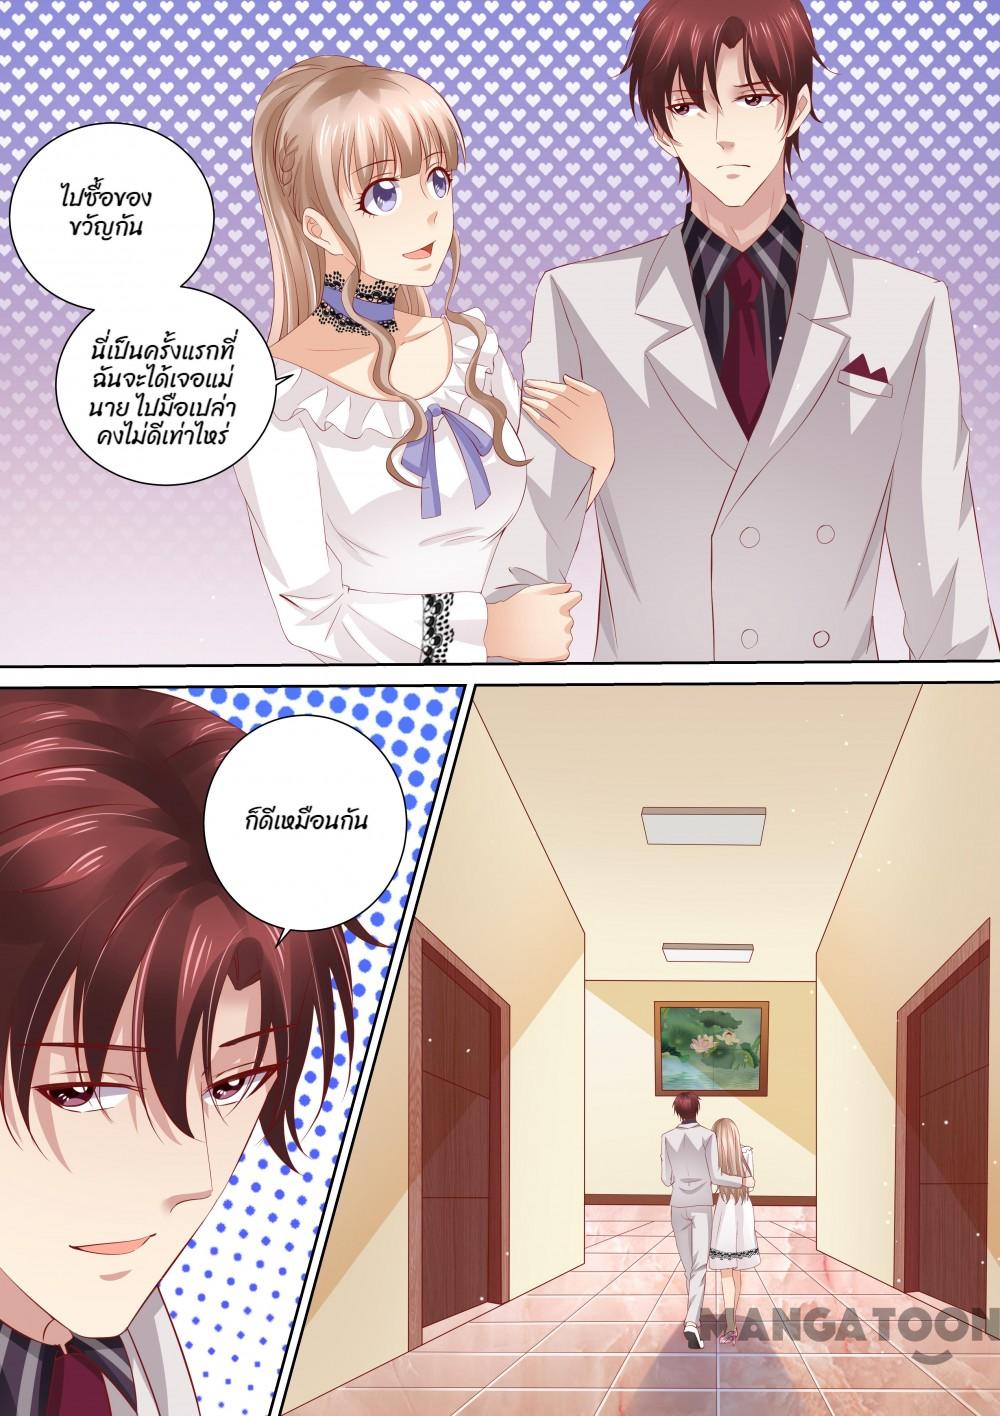 ไปซื้อของ
ขวัญกัน
นี่เป็นครั้งแรกที่
ฉันจะได้เจอแม่
นาย ไปมือเปล่า
คงไม่ดีเท่าไหร่
ก็ดีเหมือนกัน
MANGATOON